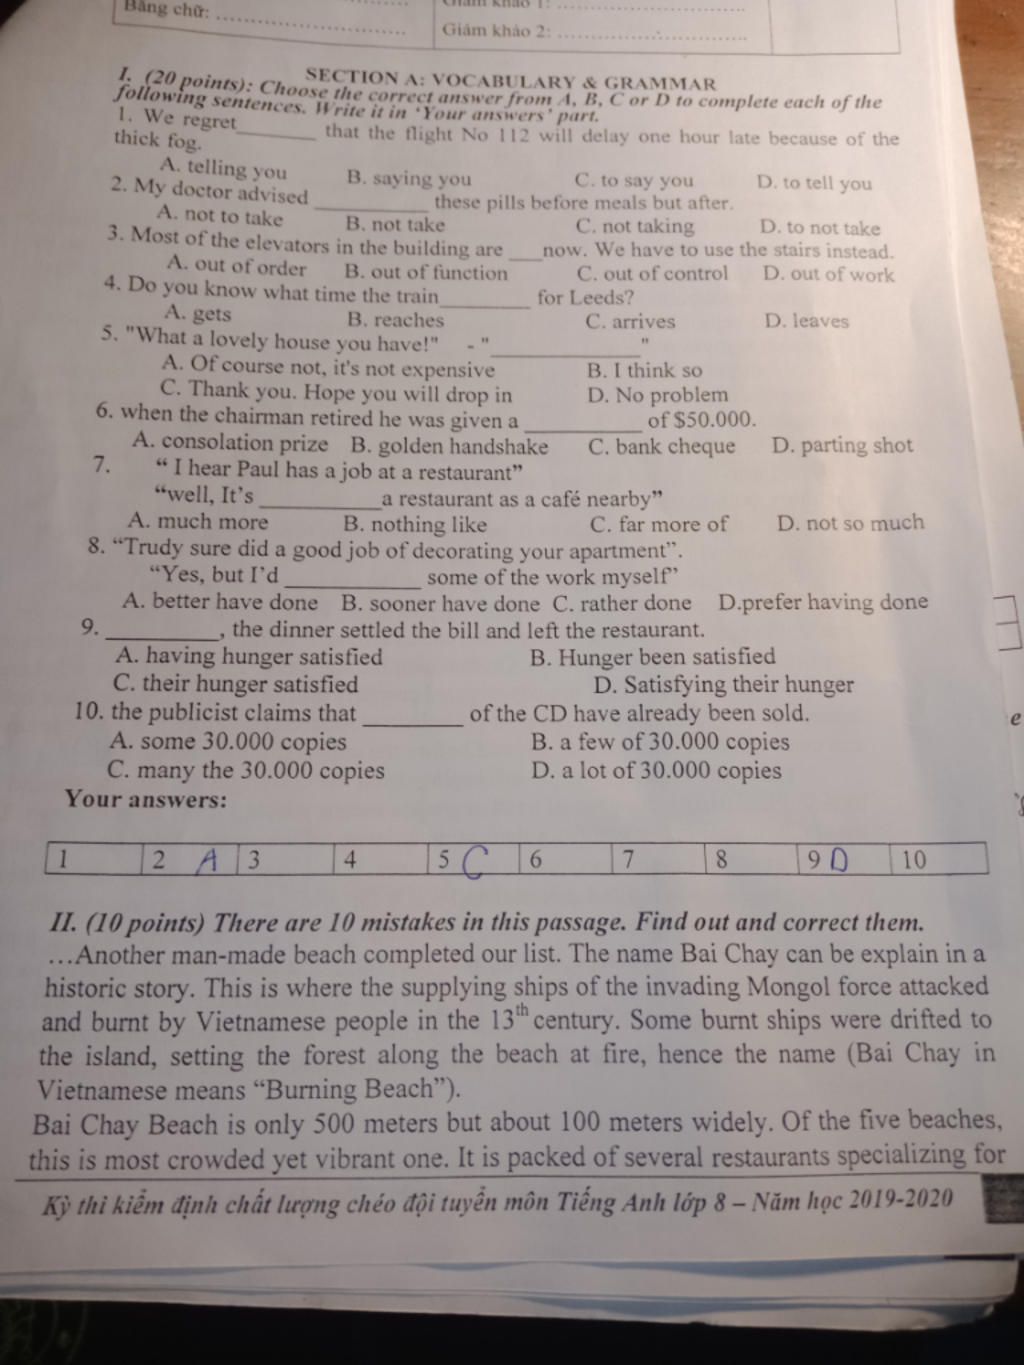 Bằng chữ: ........................
Giám khảo 1: ........................
Giám khảo 2: ........................
SECTION A: VOCABULARY & GRAMMAR
I. (20 points): Choose the correct answer from A, B, C or D to complete each of the
following sentences. Write it in ‘Your answers’ part.
1. We regret_________ that the flight No 112 will delay one hour late because of the
thick fog.
A. telling you B. saying you C. to say you D. to tell you
2. My doctor advised ____________ these pills before meals but after.
A. not to take B. not take C. not taking D. to not take
3. Most of the elevators in the building are ___now. We have to use the stairs instead.
A. out of order B. out of function C. out of control D. out of work
4. Do you know what time the train__________ for Leeds?
A. gets B. reaches C. arrives D. leaves
5. "What a lovely house you have!" - "________________"
A. Of course not, it's not expensive B. I think so
C. Thank you. Hope you will drop in D. No problem
6. when the chairman retired he was given a ____________ of $50.000.
A. consolation prize B. golden handshake C. bank cheque D. parting shot
7. “ I hear Paul has a job at a restaurant”
“well, It’s ____________a restaurant as a café nearby”
A. much more B. nothing like C. far more of D. not so much
8. “Trudy sure did a good job of decorating your apartment”.
“Yes, but I’d _____________ some of the work myself”
A. better have done B. sooner have done C. rather done D.prefer having done
9. ___________, the dinner settled the bill and left the restaurant.
A. having hunger satisfied B. Hunger been satisfied
C. their hunger satisfied D. Satisfying their hunger
10. the publicist claims that __________ of the CD have already been sold.
A. some 30.000 copies B. a few of 30.000 copies
C. many the 30.000 copies D. a lot of 30.000 copies
Your answers:
1 2 A 3 4 5 C 6 7 8 9 D 10
II. (10 points) There are 10 mistakes in this passage. Find out and correct them.
…Another man-made beach completed our list. The name Bai Chay can be explain in a
historic story. This is where the supplying ships of the invading Mongol force attacked
and burnt by Vietnamese people in the 13th century. Some burnt ships were drifted to
the island, setting the forest along the beach at fire, hence the name (Bai Chay in
Vietnamese means “Burning Beach”).
Bai Chay Beach is only 500 meters but about 100 meters widely. Of the five beaches,
this is most crowded yet vibrant one. It is packed of several restaurants specializing for
Kỳ thi kiểm định chất lượng chéo đội tuyển môn Tiếng Anh lớp 8 – Năm học 2019-2020